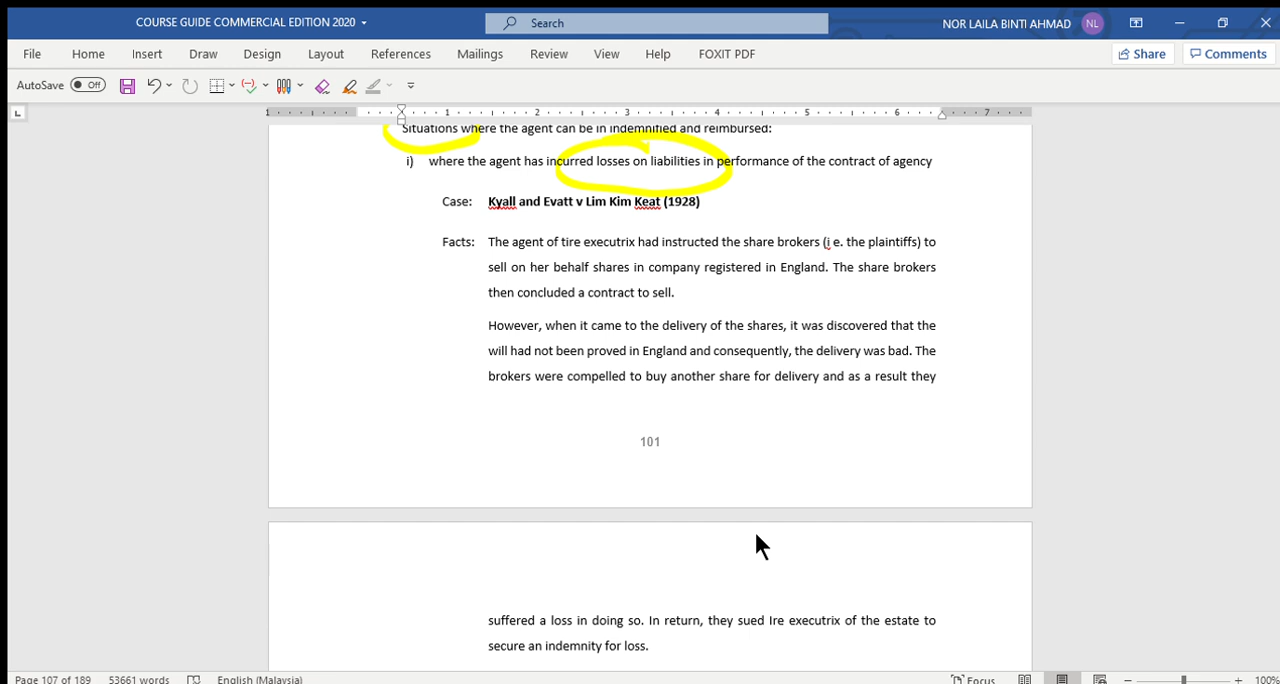 COURSE GUIDE COMMERCIAL EDITION 2020
Search
NOR LAILA BINTI AHMAD
NL
File Home Insert Draw Design Layout References Mailings Review View Help FOXIT PDF
Share
Comments
AutoSave Off
1 1 2 3 4 5 6 7
Situations where the agent can be in indemnified and reimbursed:
i) where the agent has incurred losses on liabilities in performance of the contract of agency
Case: Kyall and Evatt v Lim Kim Keat (1928)
Facts: The agent of tire executrix had instructed the share brokers (i e. the plaintiffs) to
sell on her behalf shares in company registered in England. The share brokers
then concluded a contract to sell.
However, when it came to the delivery of the shares, it was discovered that the
will had not been proved in England and consequently, the delivery was bad. The
brokers were compelled to buy another share for delivery and as a result they
101
suffered a loss in doing so. In return, they sued Ire executrix of the estate to
secure an indemnity for loss.
Page 107 of 189 53661 words English (Malaysia) Focus 100%